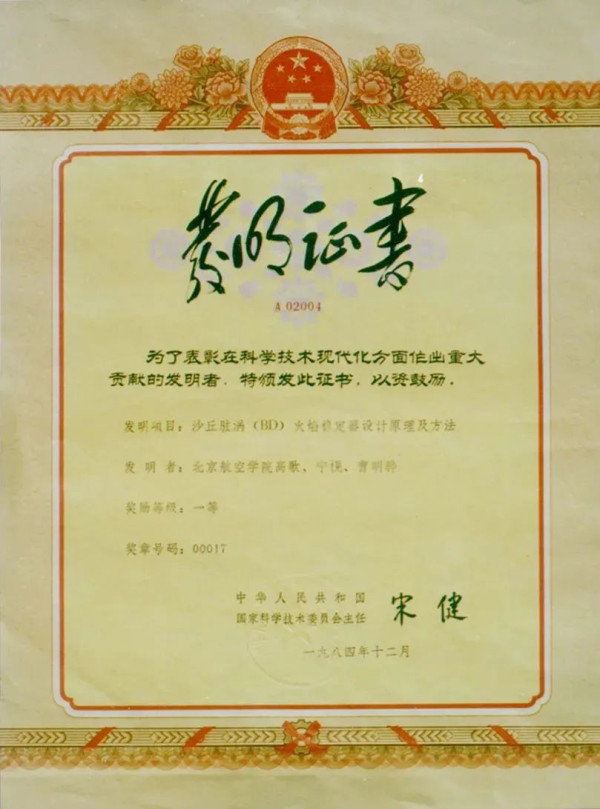 發明证書
A 02004
为了表彰在科学技术现代化方面作出重大
贡献的发明者，特颁发此证书，以资鼓励。
发明项目：沙丘驻涡（BD）火焰稳定器设计原理及方法
发 明 者：北京航空学院高歌、宁榥、曹明骅
奖励等级：一等
奖章号码：00017
中华人民共和国
国家科学技术委员会主任 宋健
一九八四年十二月